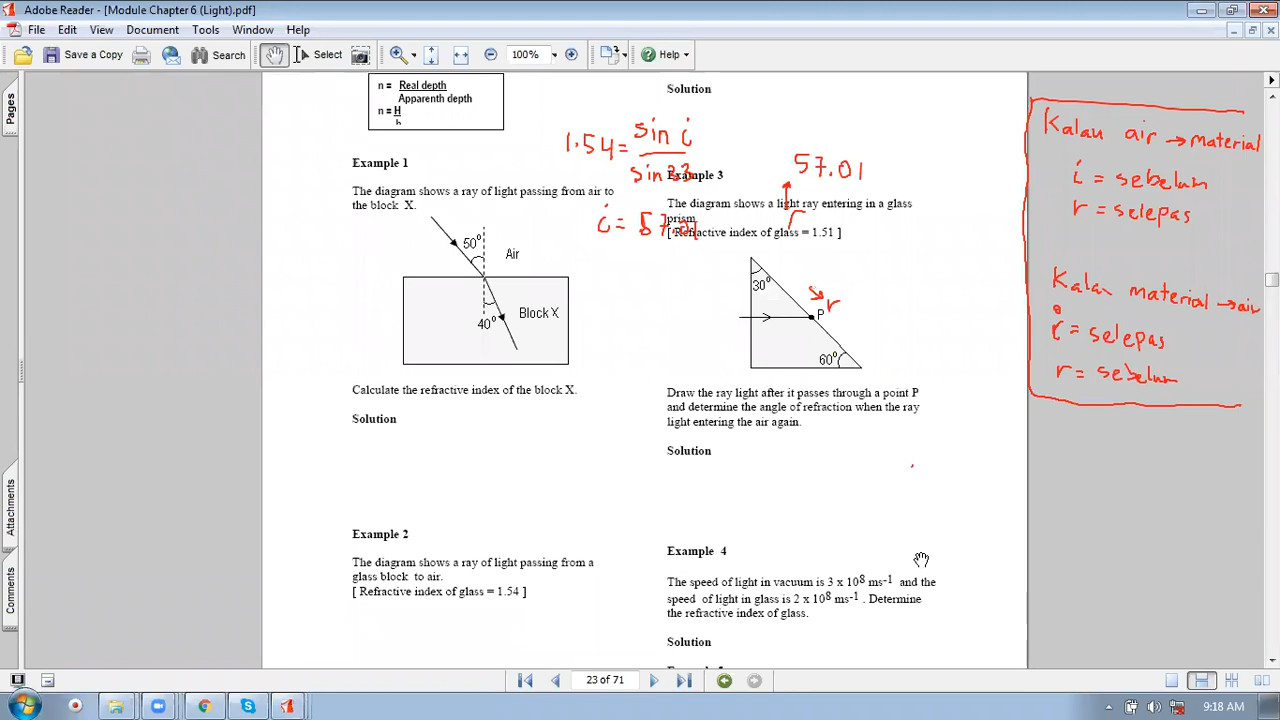 Adobe Reader - [Module Chapter 6 (Light).pdf]
File Edit View Document Tools Window Help
Save a Copy Search Select 100% Help
Pages
Attachments
Comments
n = Real depth
Apparenth depth
n = H
h
Example 1
The diagram shows a ray of light passing from air to
the block X.
50°
Air
Block X
40°
Calculate the refractive index of the block X.
Solution
Example 2
The diagram shows a ray of light passing from a
glass block to air.
[ Refractive index of glass = 1.54 ]
1.54 = sin i
sin 33
i = 57.01
Solution
Example 3
57.01
r
The diagram shows a light ray entering in a glass
prism.
[ Refractive index of glass = 1.51 ]
30°
r
P
60°
Draw the ray light after it passes through a point P
and determine the angle of refraction when the ray
light entering the air again.
Solution
Example 4
The speed of light in vacuum is 3 x 10⁸ ms⁻¹ and the
speed of light in glass is 2 x 10⁸ ms⁻¹ . Determine
the refractive index of glass.
Solution
Kalau air → material
i = sebelum
r = selepas
Kalau material → air
i = selepas
r = sebelum
23 of 71
9:18 AM